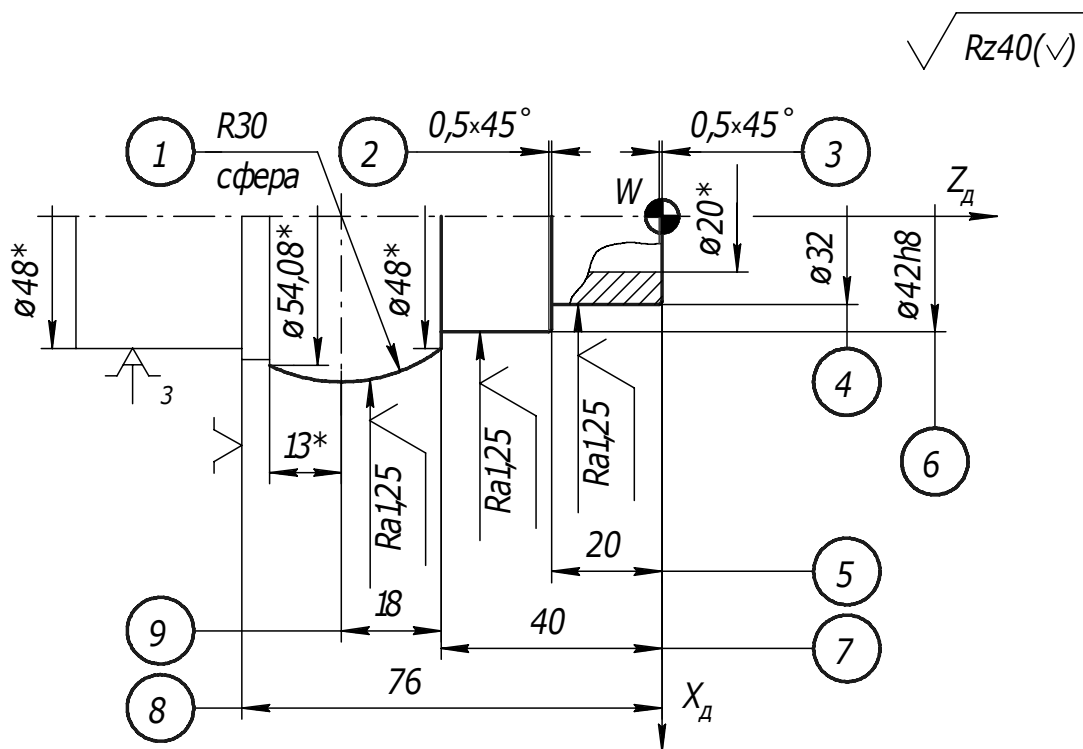 Rz40(√)
1
R30
сфера
2
0,5×45°
0,5×45°
3
W
Zд
ø48*
ø54,08*
ø48*
ø20*
ø32
ø42h8
3
4
6
13*
Ra1,25
Ra1,25
Ra1,25
20
5
18
9
40
7
76
8
Xд